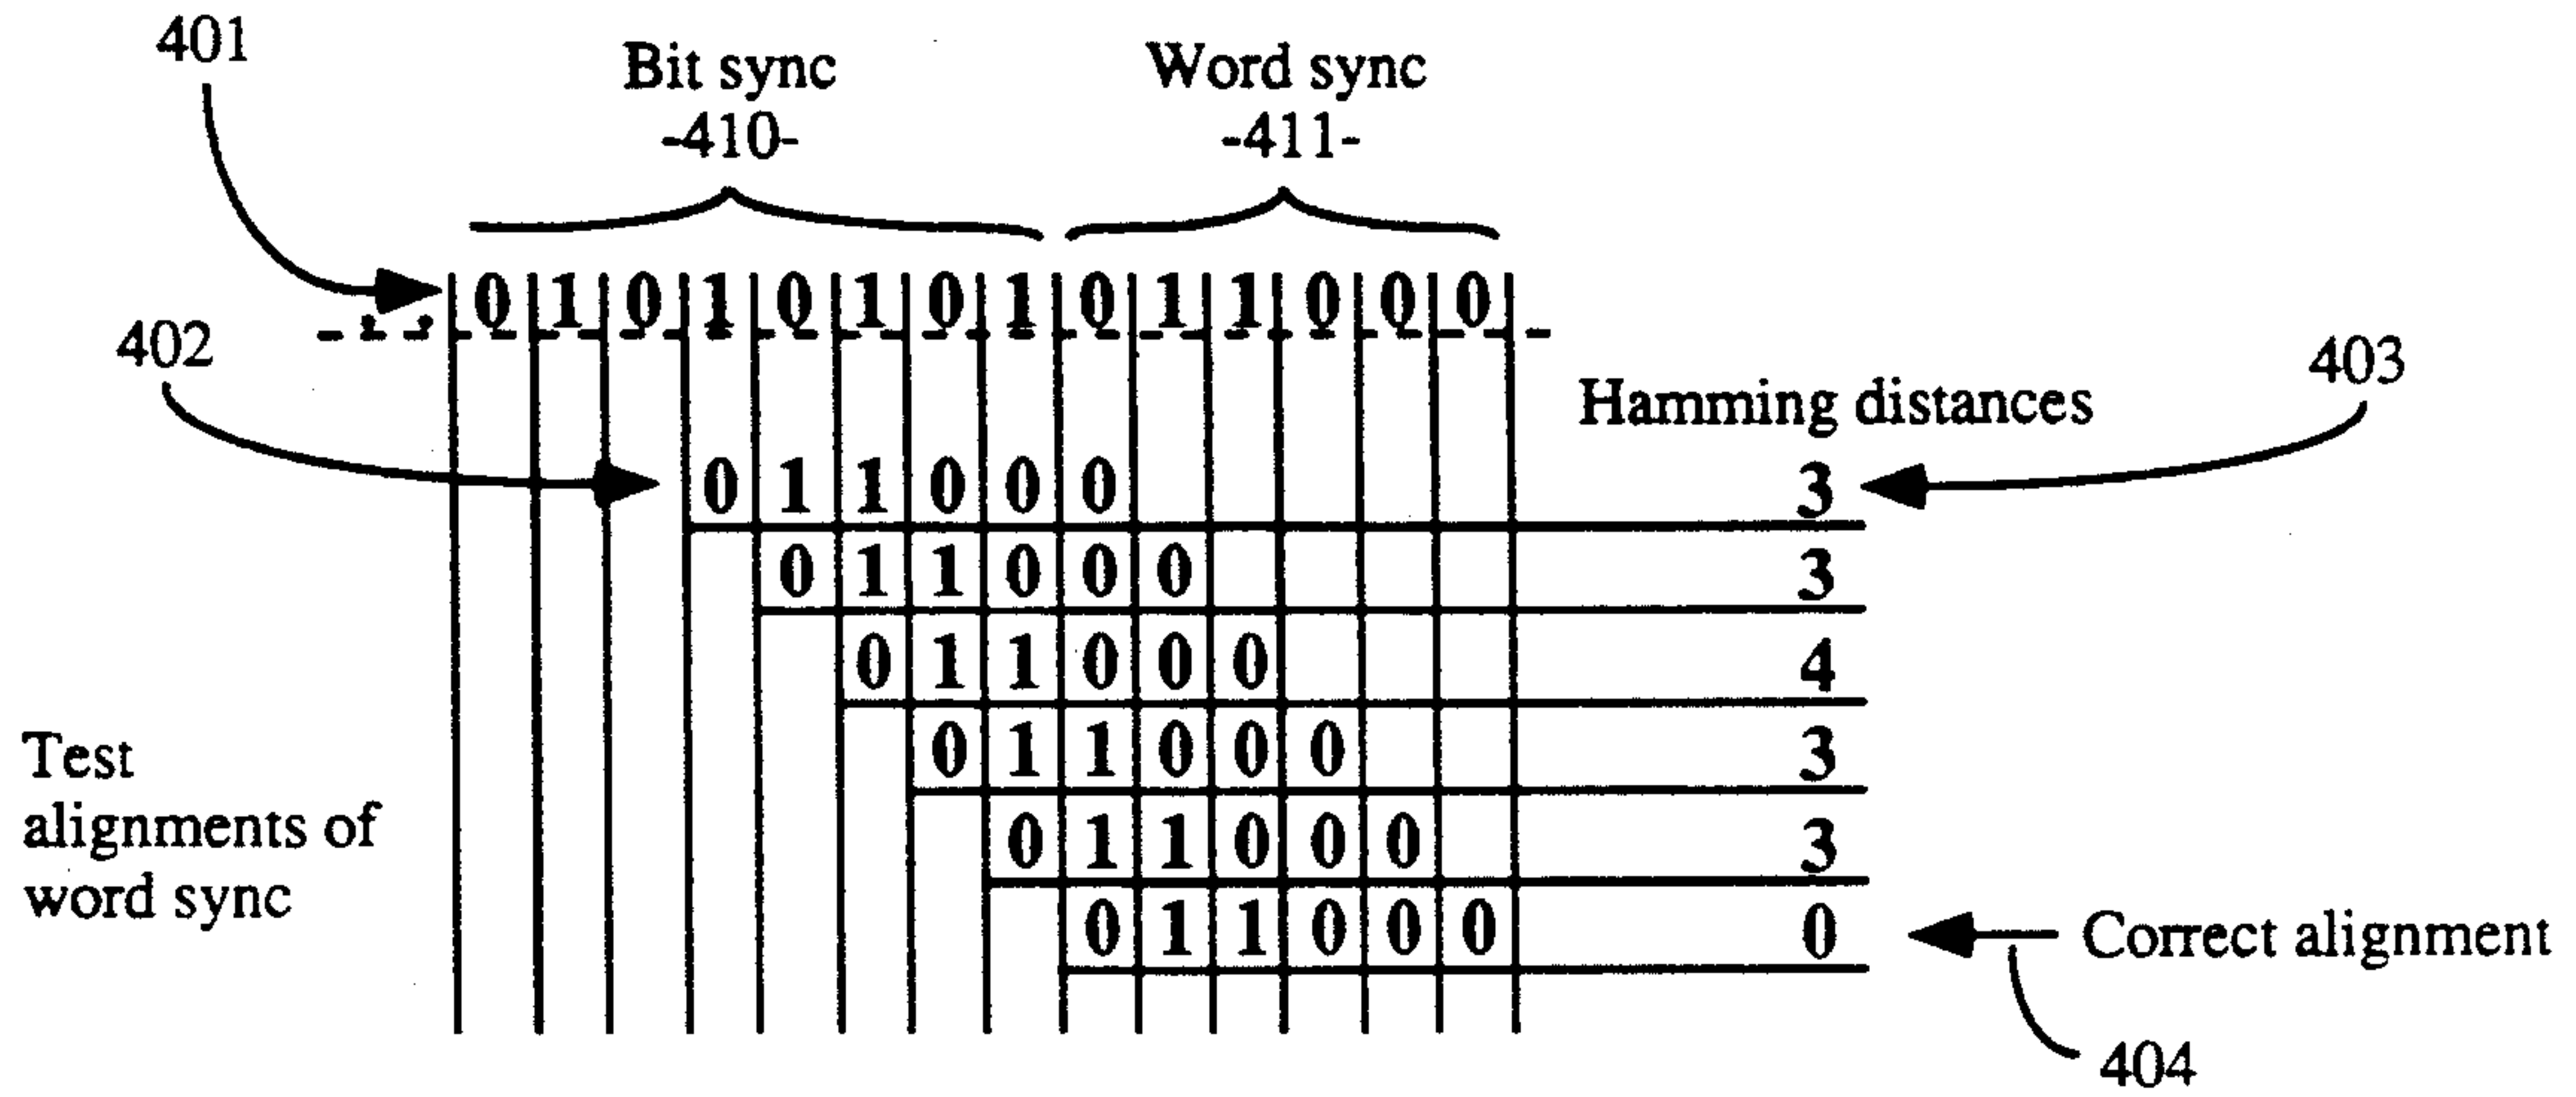 401
Bit sync
-410-
Word sync
-411-
0 1 0 1 0 1 0 1 0 1 1 0 0 0
402
403
Hamming distances
0 1 1 0 0 0 3
0 1 1 0 0 0 3
0 1 1 0 0 0 4
0 1 1 0 0 0 3
0 1 1 0 0 0 3
0 1 1 0 0 0 0
Test
alignments of
word sync
Correct alignment
404